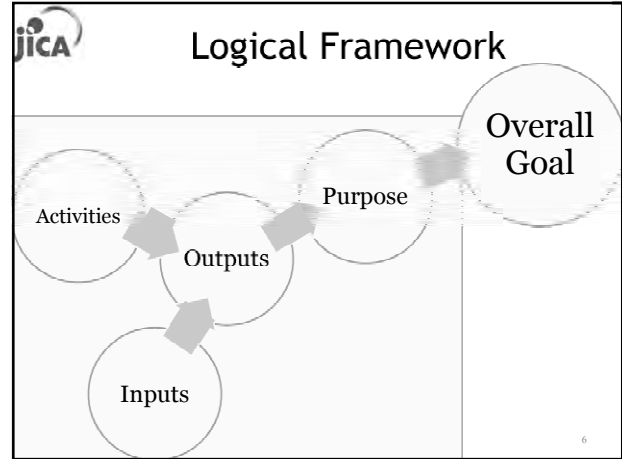 jICA
Logical Framework
Overall
Goal
Purpose
Activities
Outputs
Inputs
6